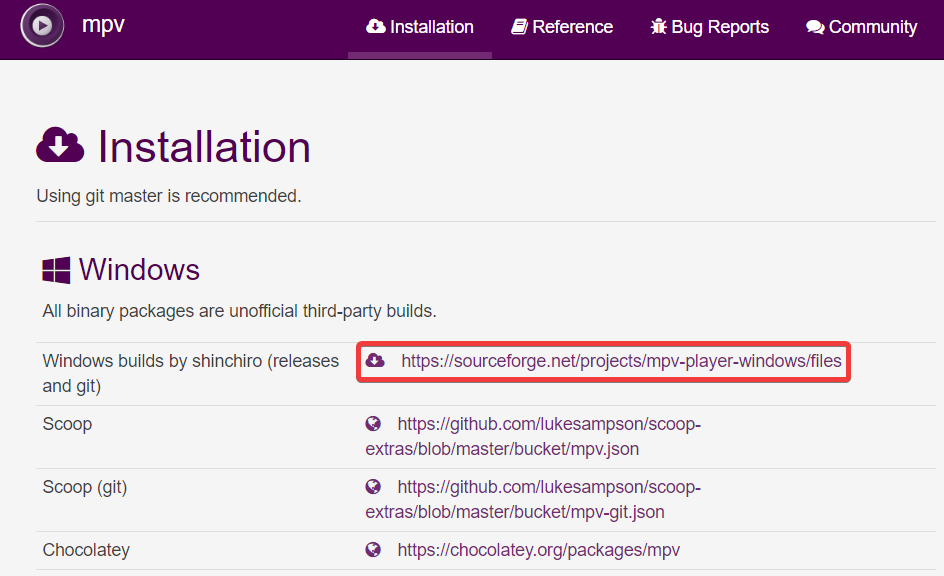 mpv
Installation
Reference
Bug Reports
Community
Installation
Using git master is recommended.
Windows
All binary packages are unofficial third-party builds.
Windows builds by shinchiro (releases
and git)
https://sourceforge.net/projects/mpv-player-windows/files
Scoop
https://github.com/lukesampson/scoop-
extras/blob/master/bucket/mpv.json
Scoop (git)
https://github.com/lukesampson/scoop-
extras/blob/master/bucket/mpv-git.json
Chocolatey
https://chocolatey.org/packages/mpv